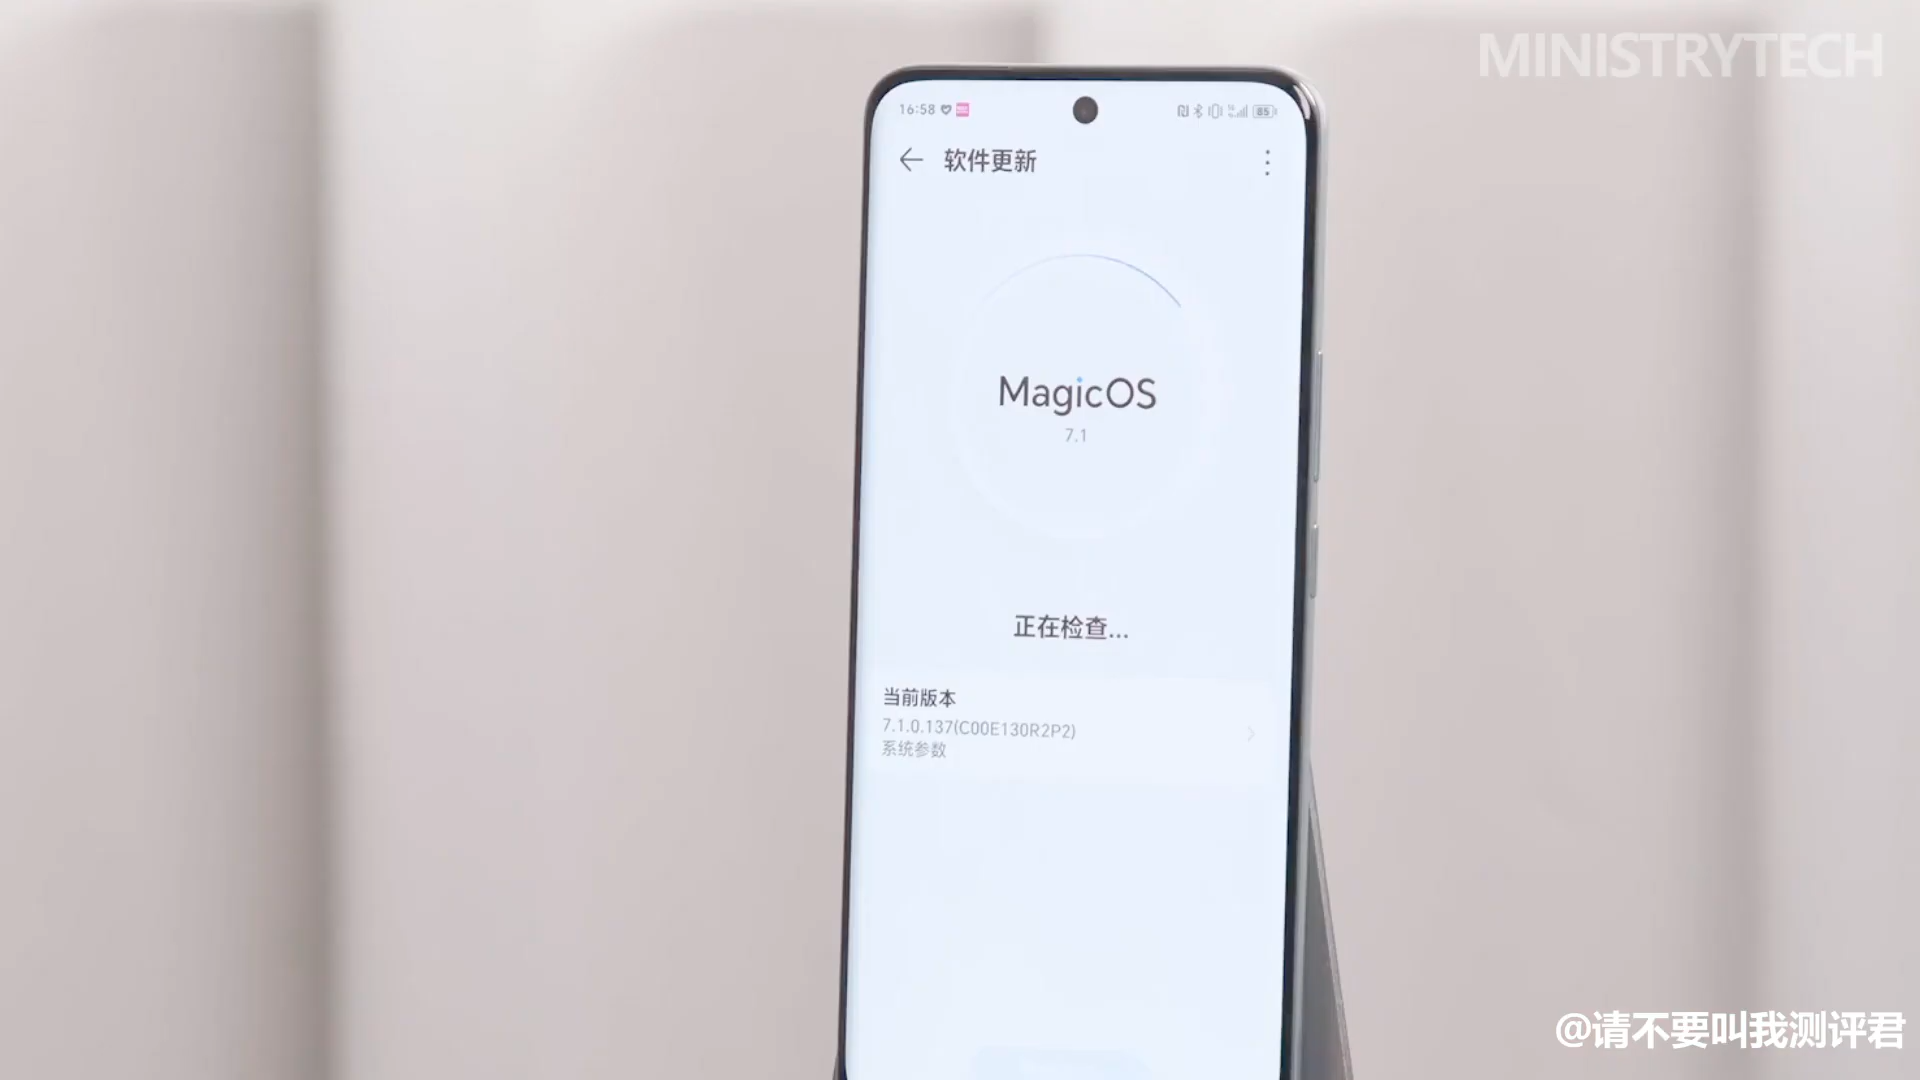 MINISTRYTECH
16:58
85
软件更新
MagicOS
7.1
正在检查...
当前版本
7.1.0.137(C00E130R2P2)
系统参数
@请不要叫我测评君